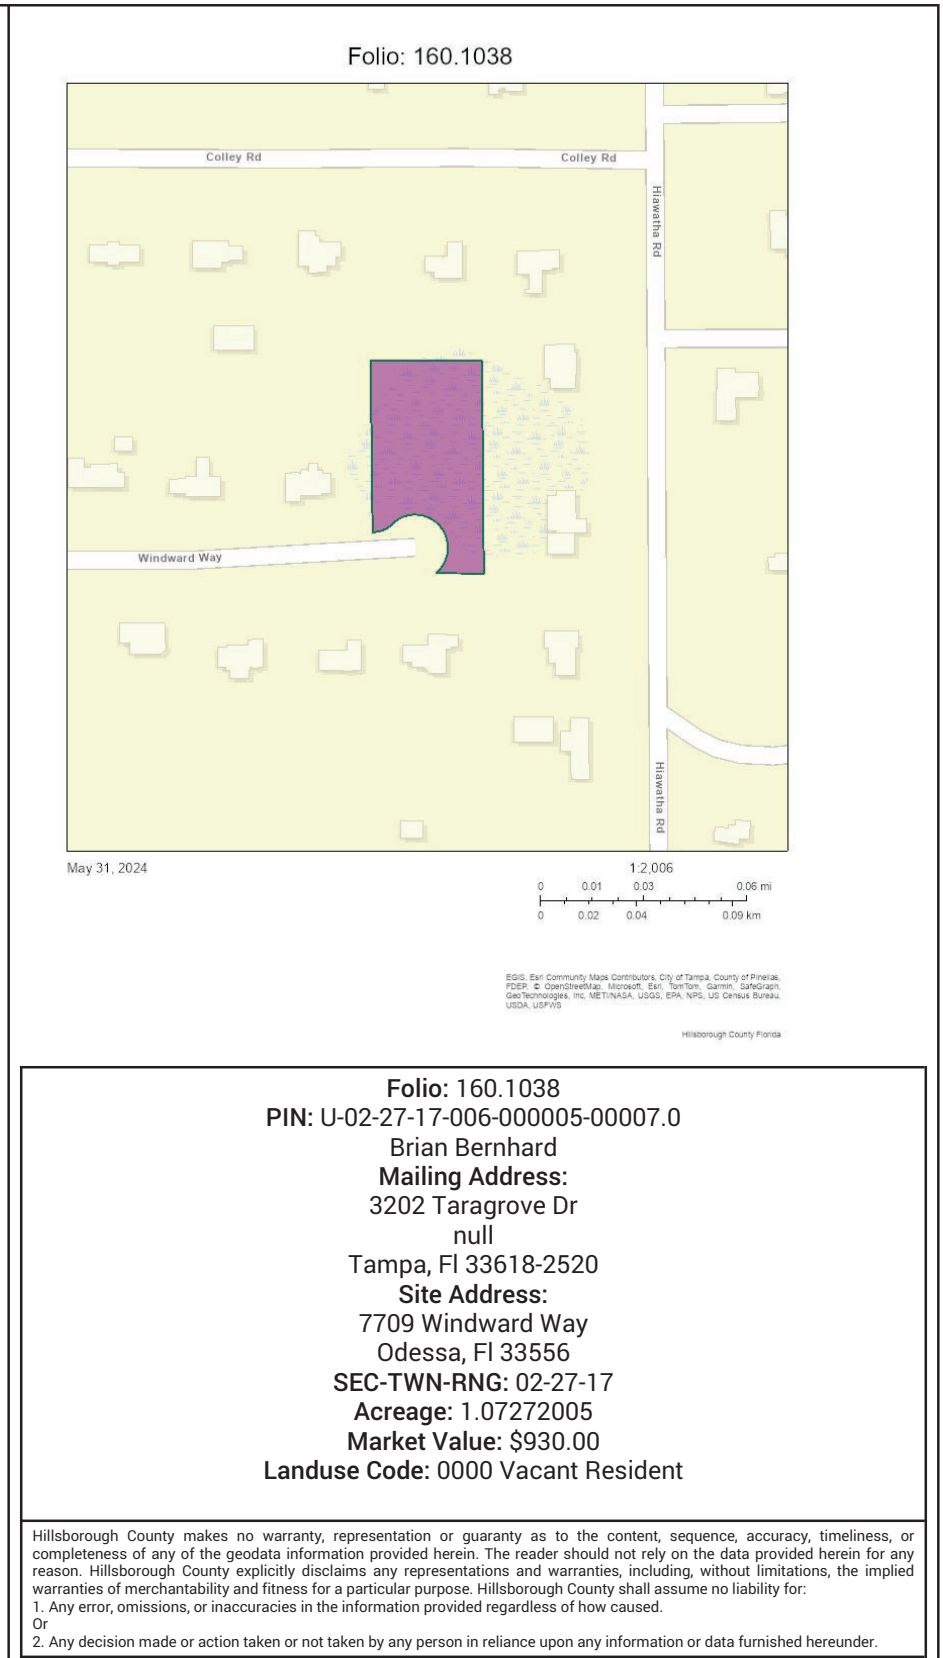 Folio: 160.1038
Colley Rd
Colley Rd
Hiawatha Rd
Windward Way
Hiawatha Rd
May 31, 2024
1:2,006
0 0.01 0.03 0.06 mi
0 0.02 0.04 0.09 km
EGIS, Esri Community Maps Contributors, City of Tampa, County of Pinellas,
FDEP, © OpenStreetMap, Microsoft, Esri, TomTom, Garmin, SafeGraph,
GeoTechnologies, Inc, METI/NASA, USGS, EPA, NPS, US Census Bureau,
USDA, USFWS
Hillsborough County Florida
Folio: 160.1038
PIN: U-02-27-17-006-000005-00007.0
Brian Bernhard
Mailing Address:
3202 Taragrove Dr
null
Tampa, Fl 33618-2520
Site Address:
7709 Windward Way
Odessa, Fl 33556
SEC-TWN-RNG: 02-27-17
Acreage: 1.07272005
Market Value: $930.00
Landuse Code: 0000 Vacant Resident
Hillsborough County makes no warranty, representation or guaranty as to the content, sequence, accuracy, timeliness, or
completeness of any of the geodata information provided herein. The reader should not rely on the data provided herein for any
reason. Hillsborough County explicitly disclaims any representations and warranties, including, without limitations, the implied
warranties of merchantability and fitness for a particular purpose. Hillsborough County shall assume no liability for:
1. Any error, omissions, or inaccuracies in the information provided regardless of how caused.
Or
2. Any decision made or action taken or not taken by any person in reliance upon any information or data furnished hereunder.